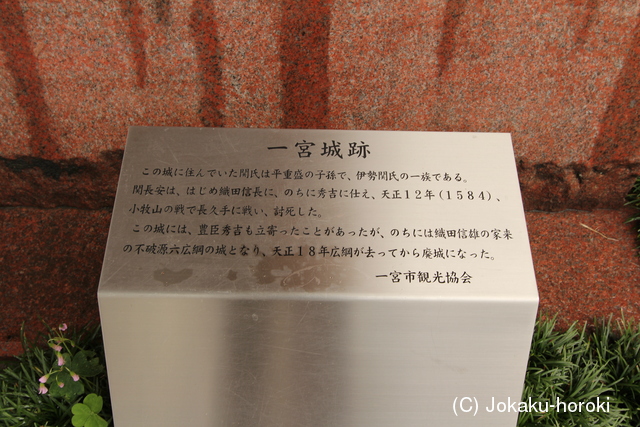 一宮城跡
この城に住んでいた関氏は平重盛の子孫で、伊勢関氏の一族である。
関長安は、はじめ織田信長に、のちに秀吉に仕え、天正12年(1584)、
小牧山の戦で長久手に戦い、討死した。
この城には、豊臣秀吉も立寄ったことがあったが、のちには織田信雄の家来
の不破源六広綱の城となり、天正18年広綱が去ってから廃城になった。
一宮市観光協会
(C) Jokaku-horoki